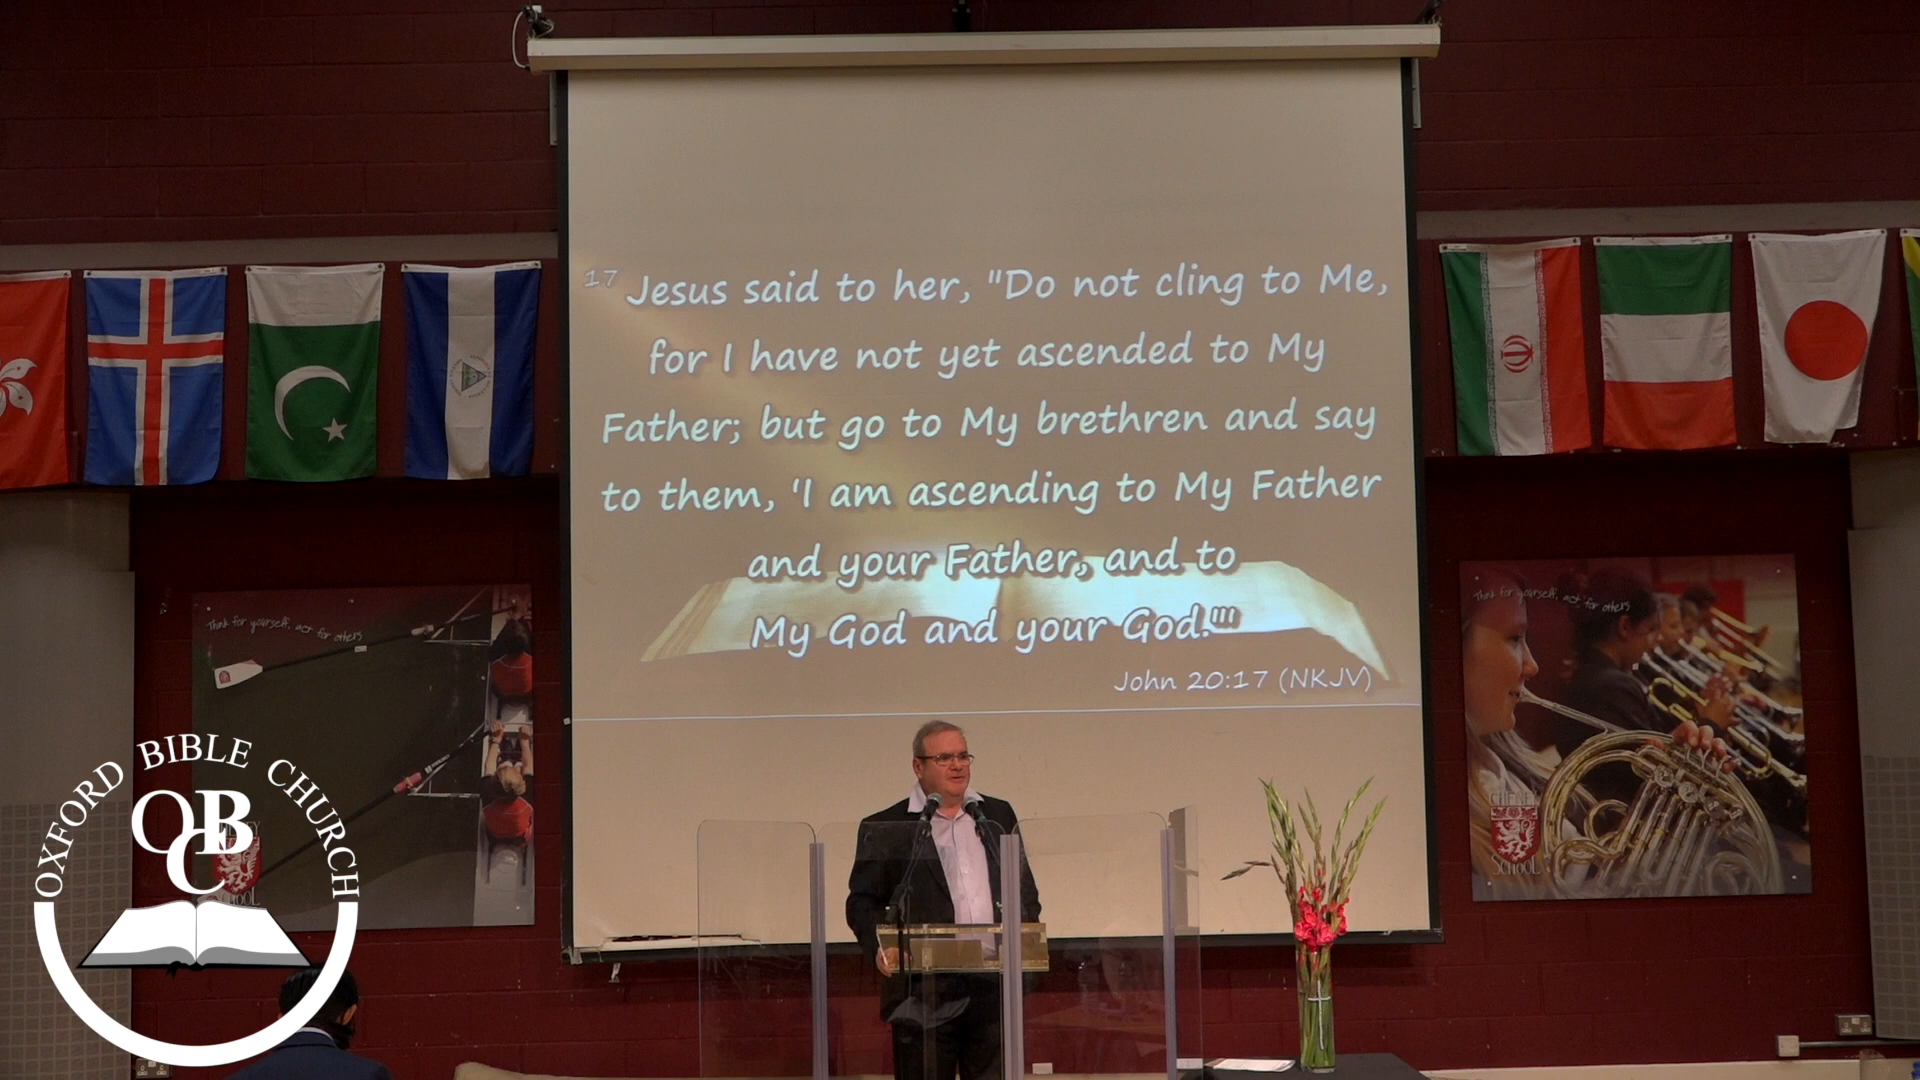 17 Jesus said to her, "Do not cling to Me,
for I have not yet ascended to My
Father; but go to My brethren and say
to them, 'I am ascending to My Father
and your Father, and to
My God and your God.'"
John 20:17 (NKJV)
Think for yourself, act for others
Think for yourself, act for others
CHENEY
SCHOOL
SCHOOL
OXFORD BIBLE CHURCH
OBC